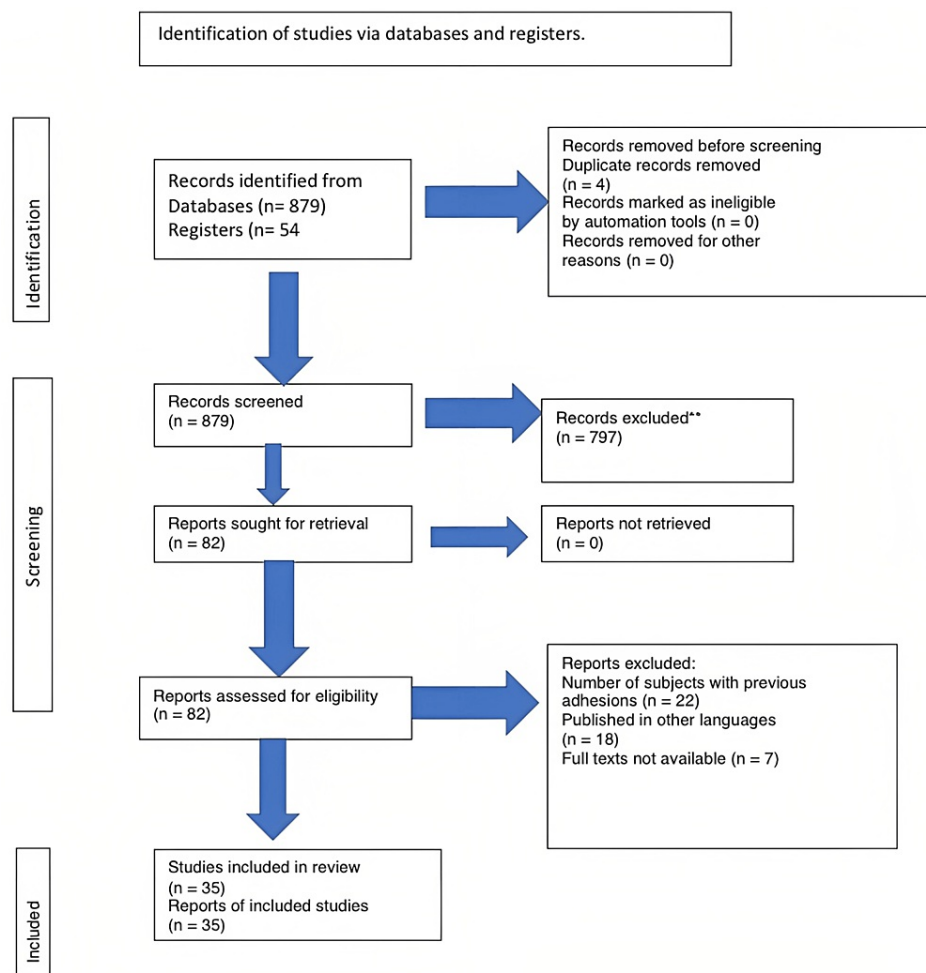 Identification of studies via databases and registers.
Identification
Records identified from
Databases (n= 879)
Registers (n= 54
Records removed before screening
Duplicate records removed
(n = 4)
Records marked as ineligible
by automation tools (n = 0)
Records removed for other
reasons (n = 0)
Screening
Records screened
(n = 879)
Records excluded**
(n = 797)
Reports sought for retrieval
(n = 82)
Reports not retrieved
(n = 0)
Reports assessed for eligibility
(n = 82)
Reports excluded:
Number of subjects with previous
adhesions (n = 22)
Published in other languages
(n = 18)
Full texts not available (n = 7)
Included
Studies included in review
(n = 35)
Reports of included studies
(n = 35)